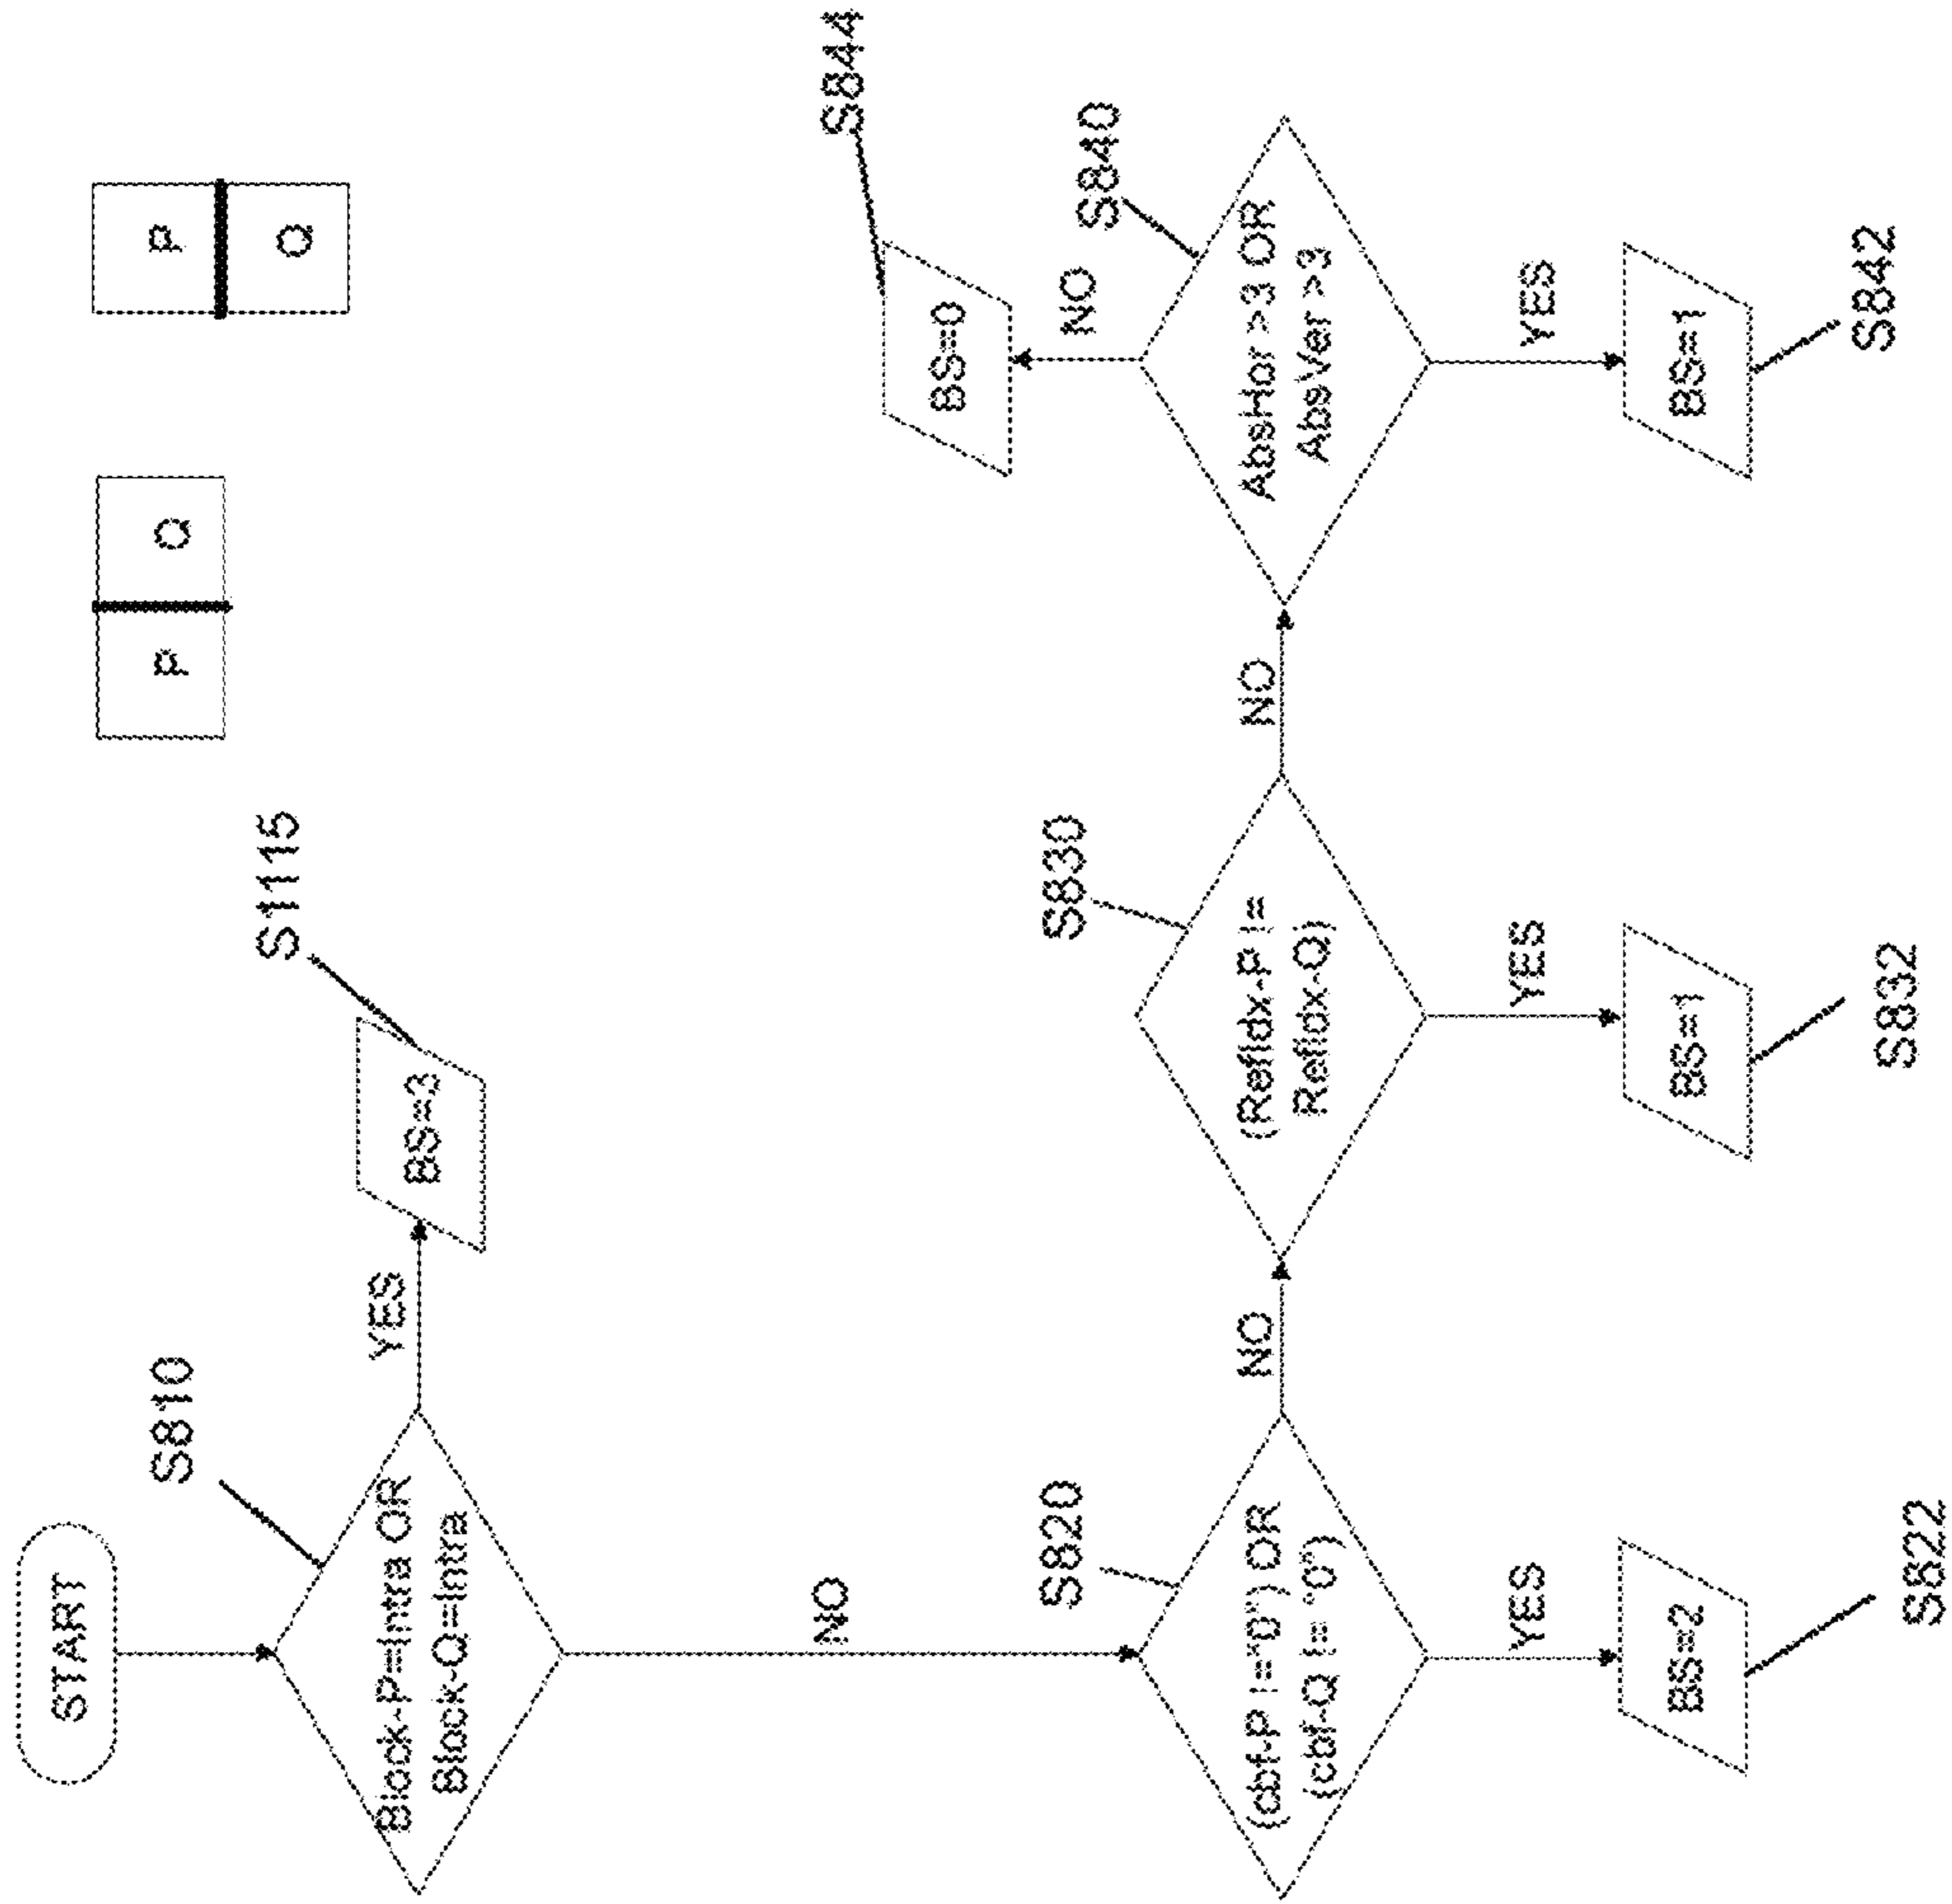 START
S810
Block-P=Intra OR
Block-Q=Intra
YES
BS=3
S1115
P
Q
P
Q
NO
S820
(cbf-P !="0") OR
(cbf-Q != "0")
YES
BS=2
S822
NO
S830
(RefIdx-P !=
RefIdx-Q)
YES
BS=1
S832
NO
S840
AbsHor >3 OR
AbsVer >3
NO
BS=0
S844
YES
BS=1
S842